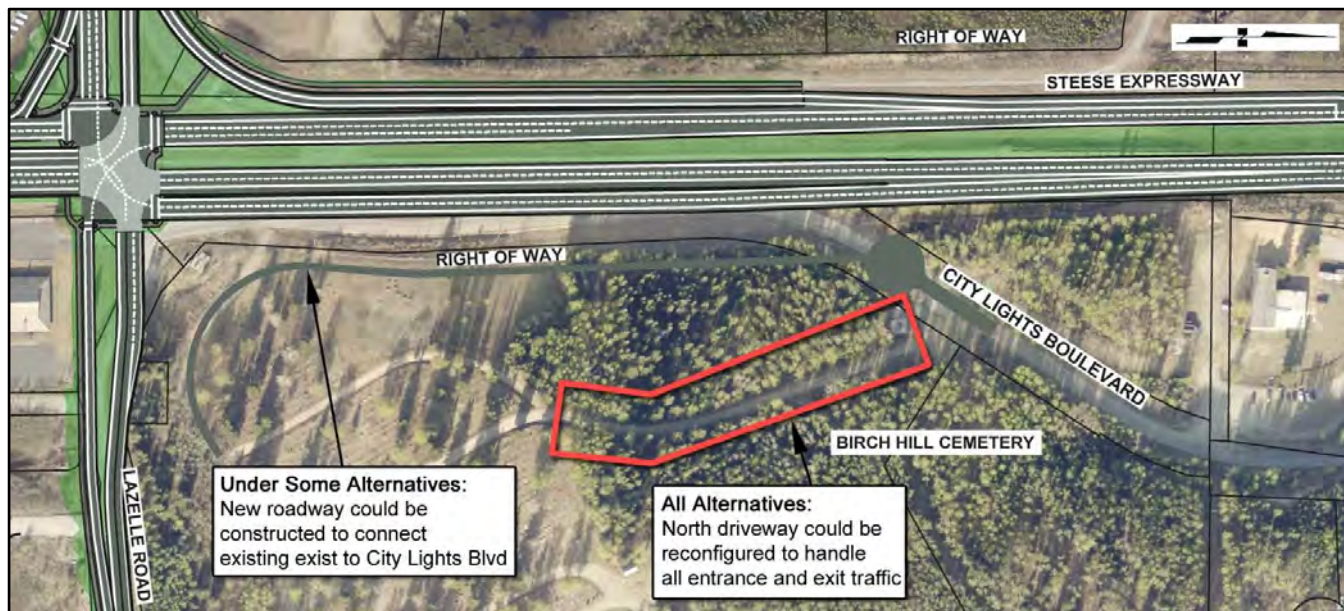 RIGHT OF WAY
STEESE EXPRESSWAY
RIGHT OF WAY
CITY LIGHTS BOULEVARD
BIRCH HILL CEMETERY
LAZELLE ROAD
Under Some Alternatives:
New roadway could be
constructed to connect
existing exist to City Lights Blvd
All Alternatives:
North driveway could be
reconfigured to handle
all entrance and exit traffic